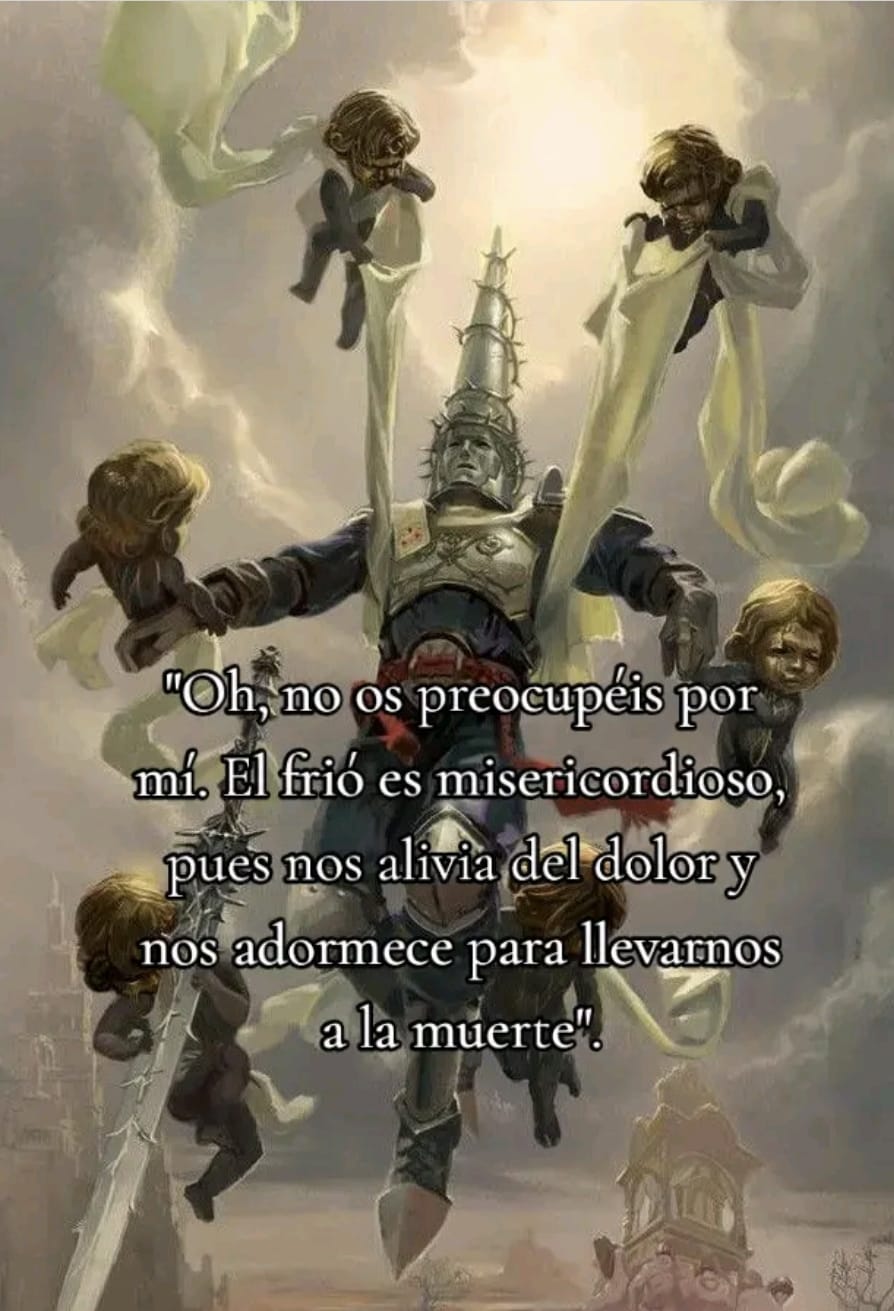 "Oh, no os preocupéis por
mí. El frió es misericordioso,
pues nos alivia del dolor y
nos adormece para llevarnos
a la muerte".